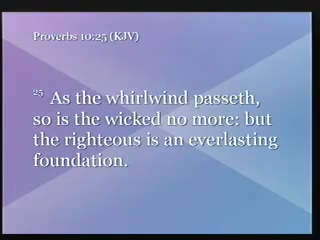 Proverbs 10:25 (KJV)
25 As the whirlwind passeth,
so is the wicked no more: but
the righteous is an everlasting
foundation.